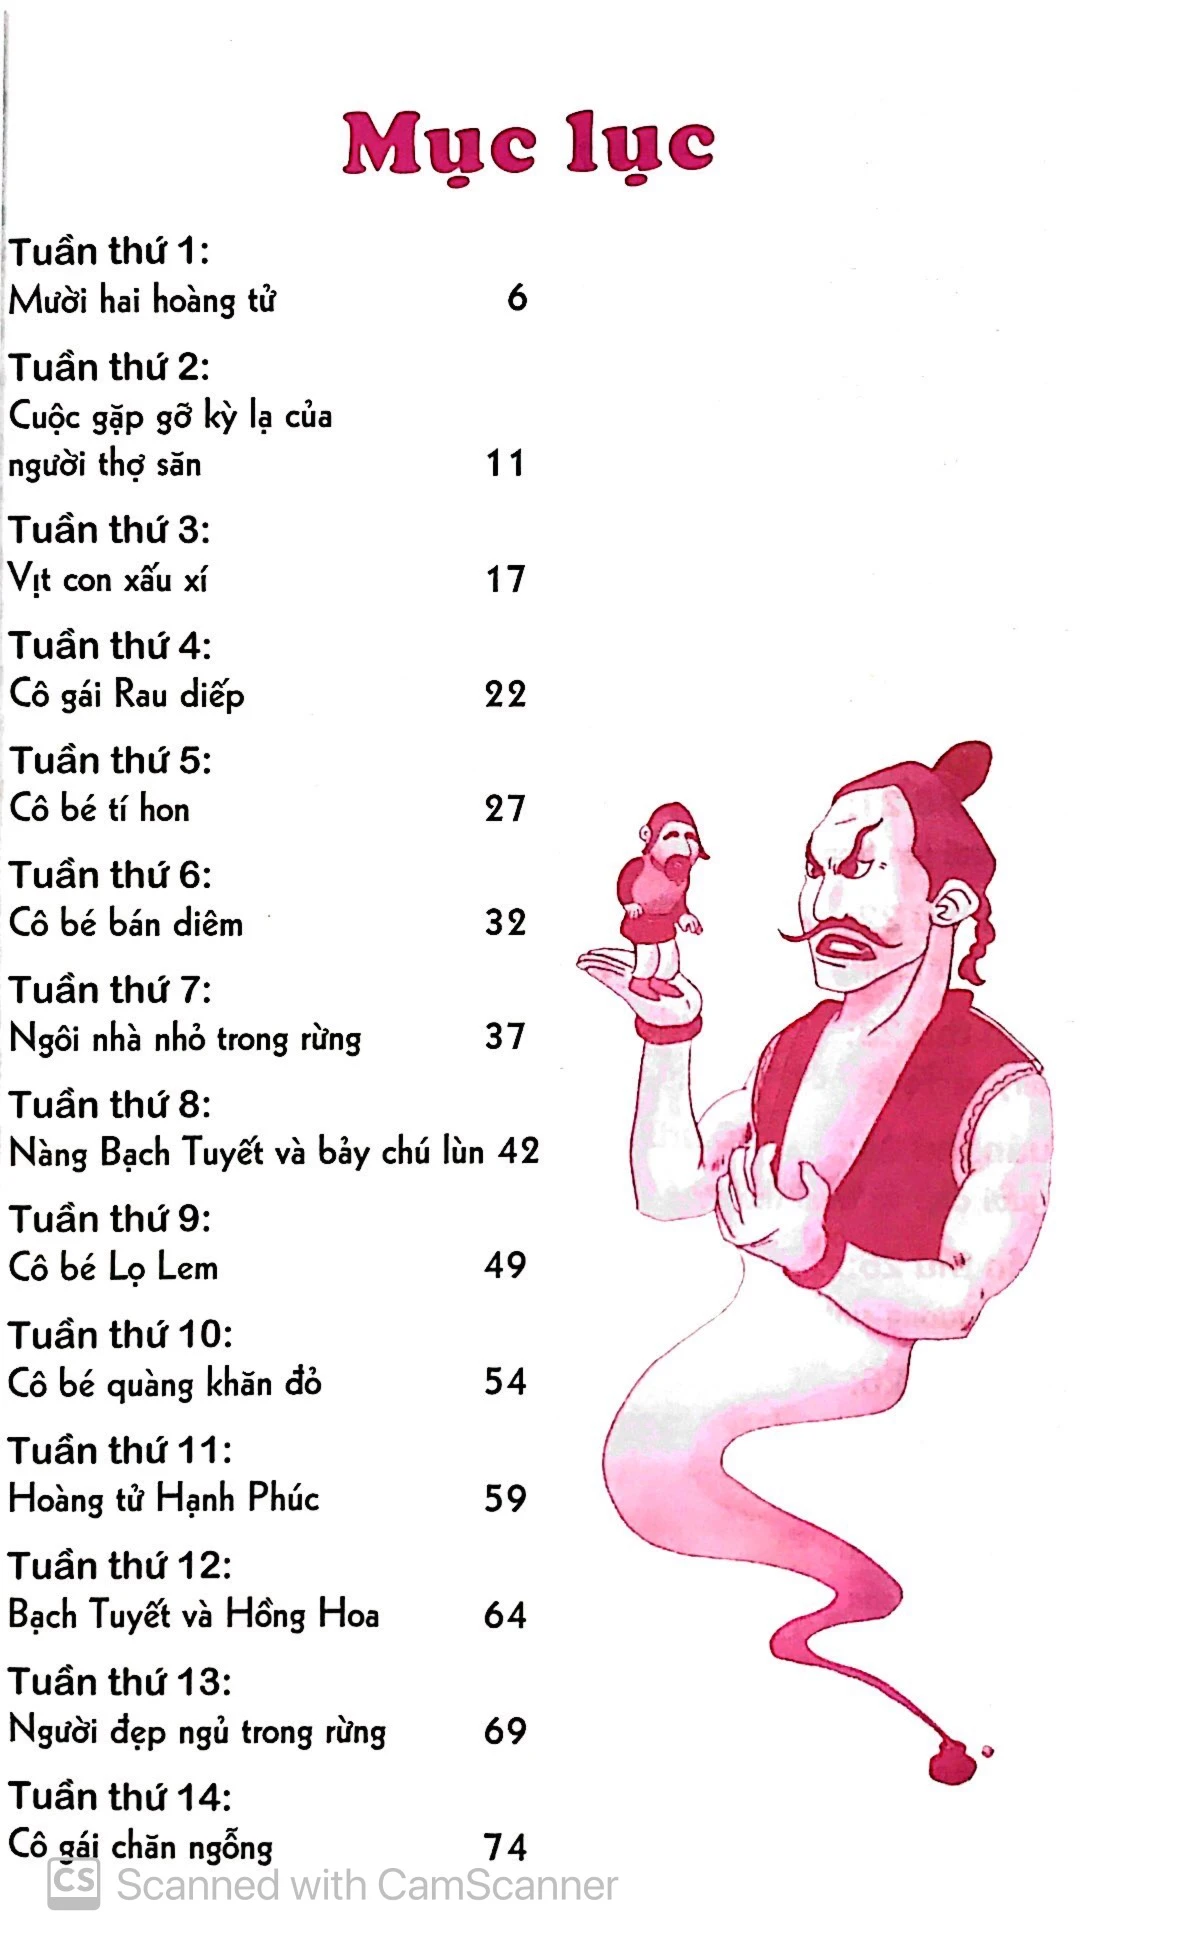 Mục lục
Tuần thứ 1:
Mười hai hoàng tử 6
Tuần thứ 2:
Cuộc gặp gỡ kỳ lạ của
người thợ săn 11
Tuần thứ 3:
Vịt con xấu xí 17
Tuần thứ 4:
Cô gái Rau diếp 22
Tuần thứ 5:
Cô bé tí hon 27
Tuần thứ 6:
Cô bé bán diêm 32
Tuần thứ 7:
Ngôi nhà nhỏ trong rừng 37
Tuần thứ 8:
Nàng Bạch Tuyết và bảy chú lùn 42
Tuần thứ 9:
Cô bé Lọ Lem 49
Tuần thứ 10:
Cô bé quàng khăn đỏ 54
Tuần thứ 11:
Hoàng tử Hạnh Phúc 59
Tuần thứ 12:
Bạch Tuyết và Hồng Hoa 64
Tuần thứ 13:
Người đẹp ngủ trong rừng 69
Tuần thứ 14:
Cô gái chăn ngỗng 74
CS Scanned with CamScanner